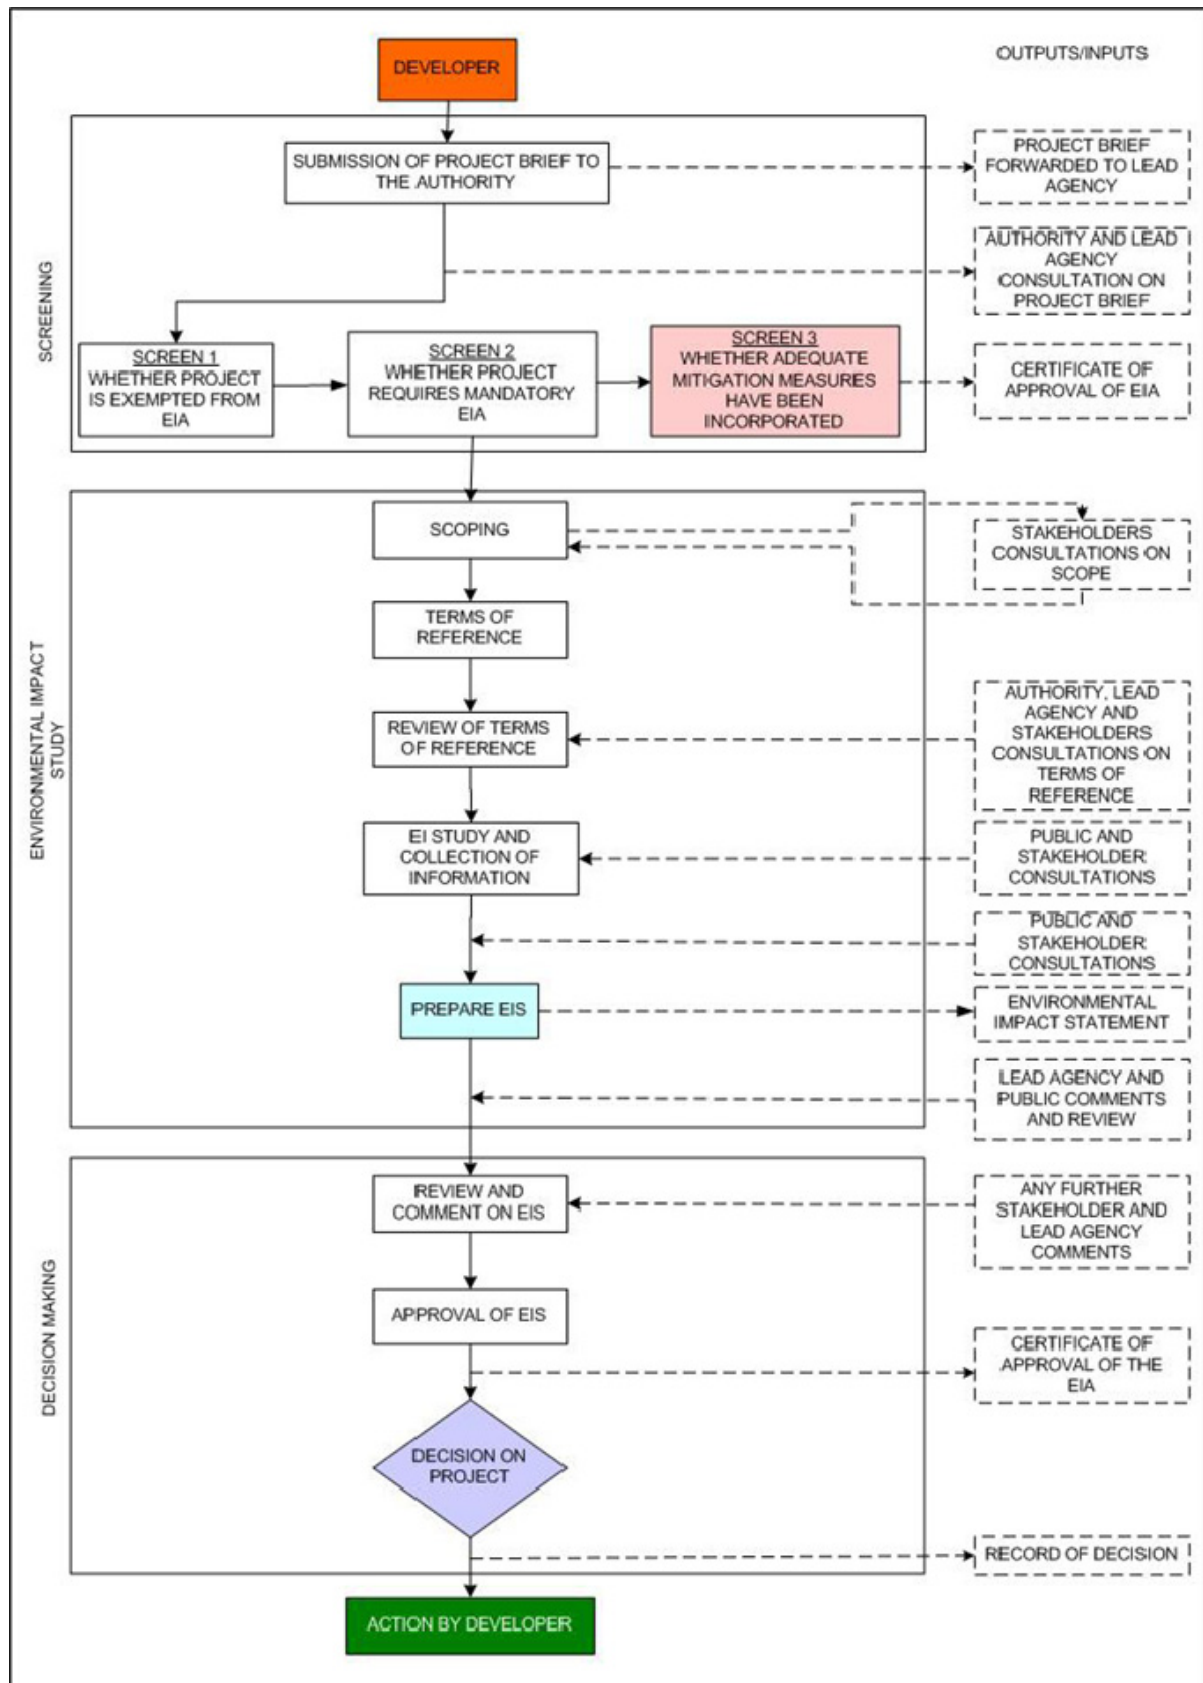 DEVELOPER
OUTPUTS/INPUTS
SCREENING
SUBMISSION OF PROJECT BRIEF TO
THE AUTHORITY
PROJECT BRIEF
FORWARDED TO LEAD
AGENCY
AUTHORITY AND LEAD
AGENCY
CONSULTATION ON
PROJECT BRIEF
SCREEN 1
WHETHER PROJECT
IS EXEMPTED FROM
EIA
SCREEN 2
WHETHER PROJECT
REQUIRES MANDATORY
EIA
SCREEN 3
WHETHER ADEQUATE
MITIGATION MEASURES
HAVE BEEN
INCORPORATED
CERTIFICATE OF
APPROVAL OF EIA
ENVIRONMENTAL IMPACT
STUDY
SCOPING
STAKEHOLDERS
CONSULTATIONS ON
SCOPE
TERMS OF
REFERENCE
REVIEW OF TERMS
OF REFERENCE
AUTHORITY, LEAD
AGENCY AND
STAKEHOLDERS
CONSULTATIONS ON
TERMS OF
REFERENCE
EI STUDY AND
COLLECTION OF
INFORMATION
PUBLIC AND
STAKEHOLDER
CONSULTATIONS
PUBLIC AND
STAKEHOLDER
CONSULTATIONS
PREPARE EIS
ENVIRONMENTAL
IMPACT STATEMENT
LEAD AGENCY AND
PUBLIC COMMENTS
AND REVIEW
DECISION MAKING
REVIEW AND
COMMENT ON EIS
ANY FURTHER
STAKEHOLDER AND
LEAD AGENCY
COMMENTS
APPROVAL OF EIS
CERTIFICATE OF
APPROVAL OF THE
EIA
DECISION ON
PROJECT
RECORD OF DECISION
ACTION BY DEVELOPER